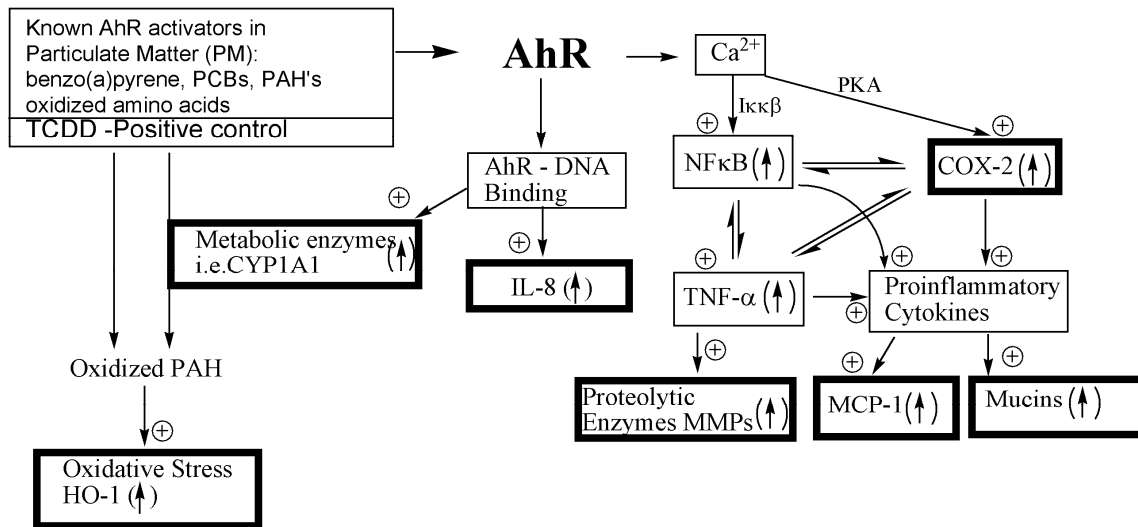 Known AhR activators in
Particulate Matter (PM):
benzo(a)pyrene, PCBs, PAH's
oxidized amino acids
TCDD -Positive control
AhR
Ca2+
PKA
Iκκβ
+
NFκB (↑)
+
COX-2 (↑)
AhR - DNA
Binding
+
Metabolic enzymes
i.e.CYP1A1 (↑)
+
IL-8 (↑)
+
TNF-α (↑)
+
+
+
Proinflammatory
Cytokines
Oxidized PAH
+
Proteolytic
Enzymes MMPs (↑)
+
MCP-1 (↑)
+
Mucins (↑)
+
Oxidative Stress
HO-1 (↑)